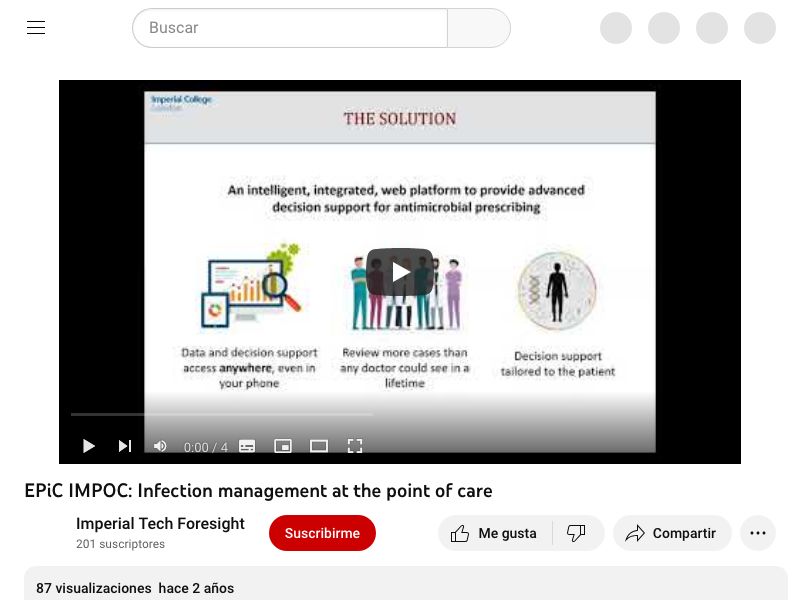 Buscar
Imperial College
London
THE SOLUTION
An intelligent, integrated, web platform to provide advanced
decision support for antimicrobial prescribing
Data and decision support
access anywhere, even in
your phone
Review more cases than
any doctor could see in a
lifetime
Decision support
tailored to the patient
0:00 / 4
EPiC IMPOC: Infection management at the point of care
Imperial Tech Foresight
201 suscriptores
Suscribirme
Me gusta
Compartir
87 visualizaciones hace 2 años